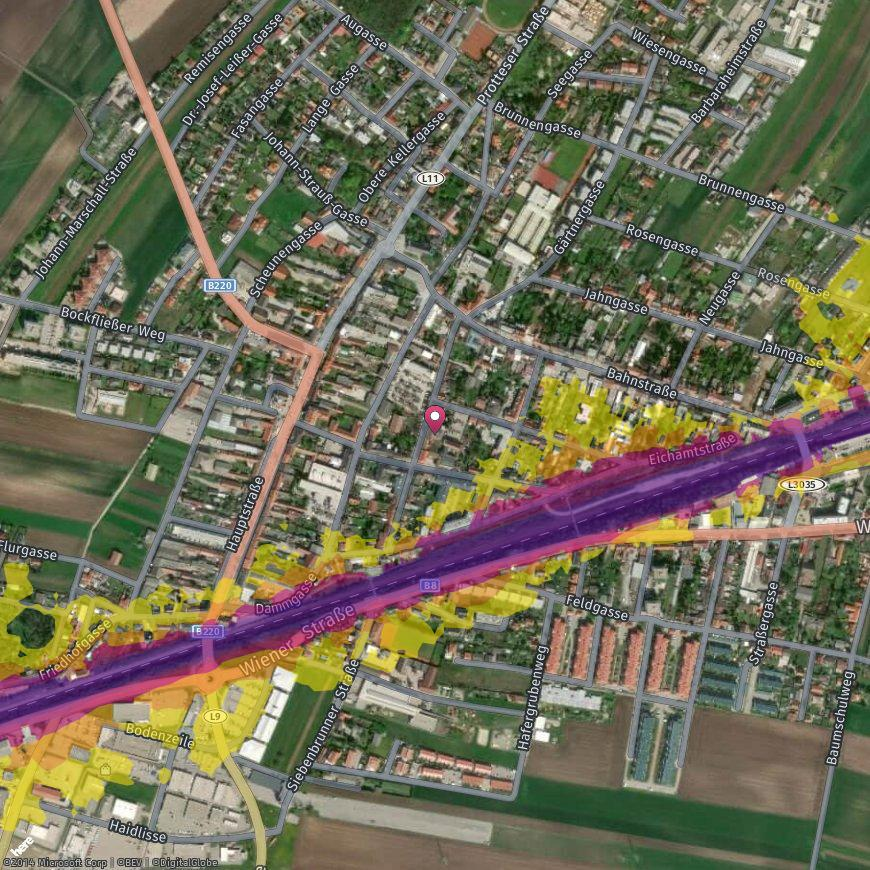 Remisengasse
Augasse
Protteser Straße
Dr.-Josef-Leißer-Gasse
Fasangasse
Lange Gasse
Seegasse
Wiesengasse
Barbaraheimstraße
Brunnengasse
Obere Kellergasse
Johann-Strauß Gasse
Johann-Marschall-Straße
L11
Brunnengasse
Gärtnergasse
Rosengasse
Scheunengasse
B220
Rosengasse
Jahngasse
Neugasse
Bockfließer Weg
Jahngasse
Bahnstraße
Eichamtstraße
L3035
Hauptstraße
W
Flurgasse
B8
Dammgasse
Feldgasse
Straßergasse
B220
Wiener Straße
Friedhofgasse
Siebenbrunner Straße
Hafergrubenweg
Baumschulweg
L9
Bodenzeile
Haidlisse
here
©2014 Microsoft Corp | ©BEV | ©DigitalGlobe